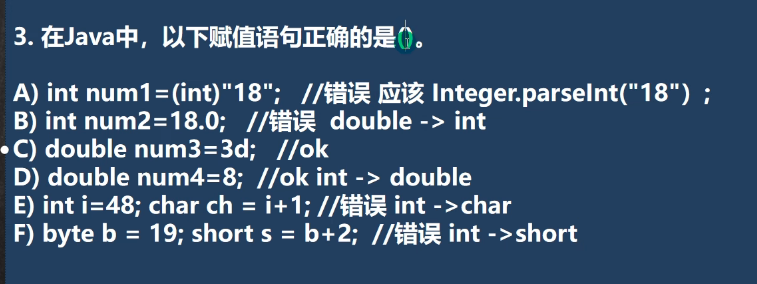 3. 在Java中，以下赋值语句正确的是()。
A) int num1=(int)"18";   //错误 应该 Integer.parseInt("18"）;
B) int num2=18.0;   //错误  double -> int
•C) double num3=3d;   //ok
D) double num4=8;  //ok int -> double
E) int i=48; char ch = i+1; //错误 int ->char
F) byte b = 19; short s = b+2;  //错误 int ->short